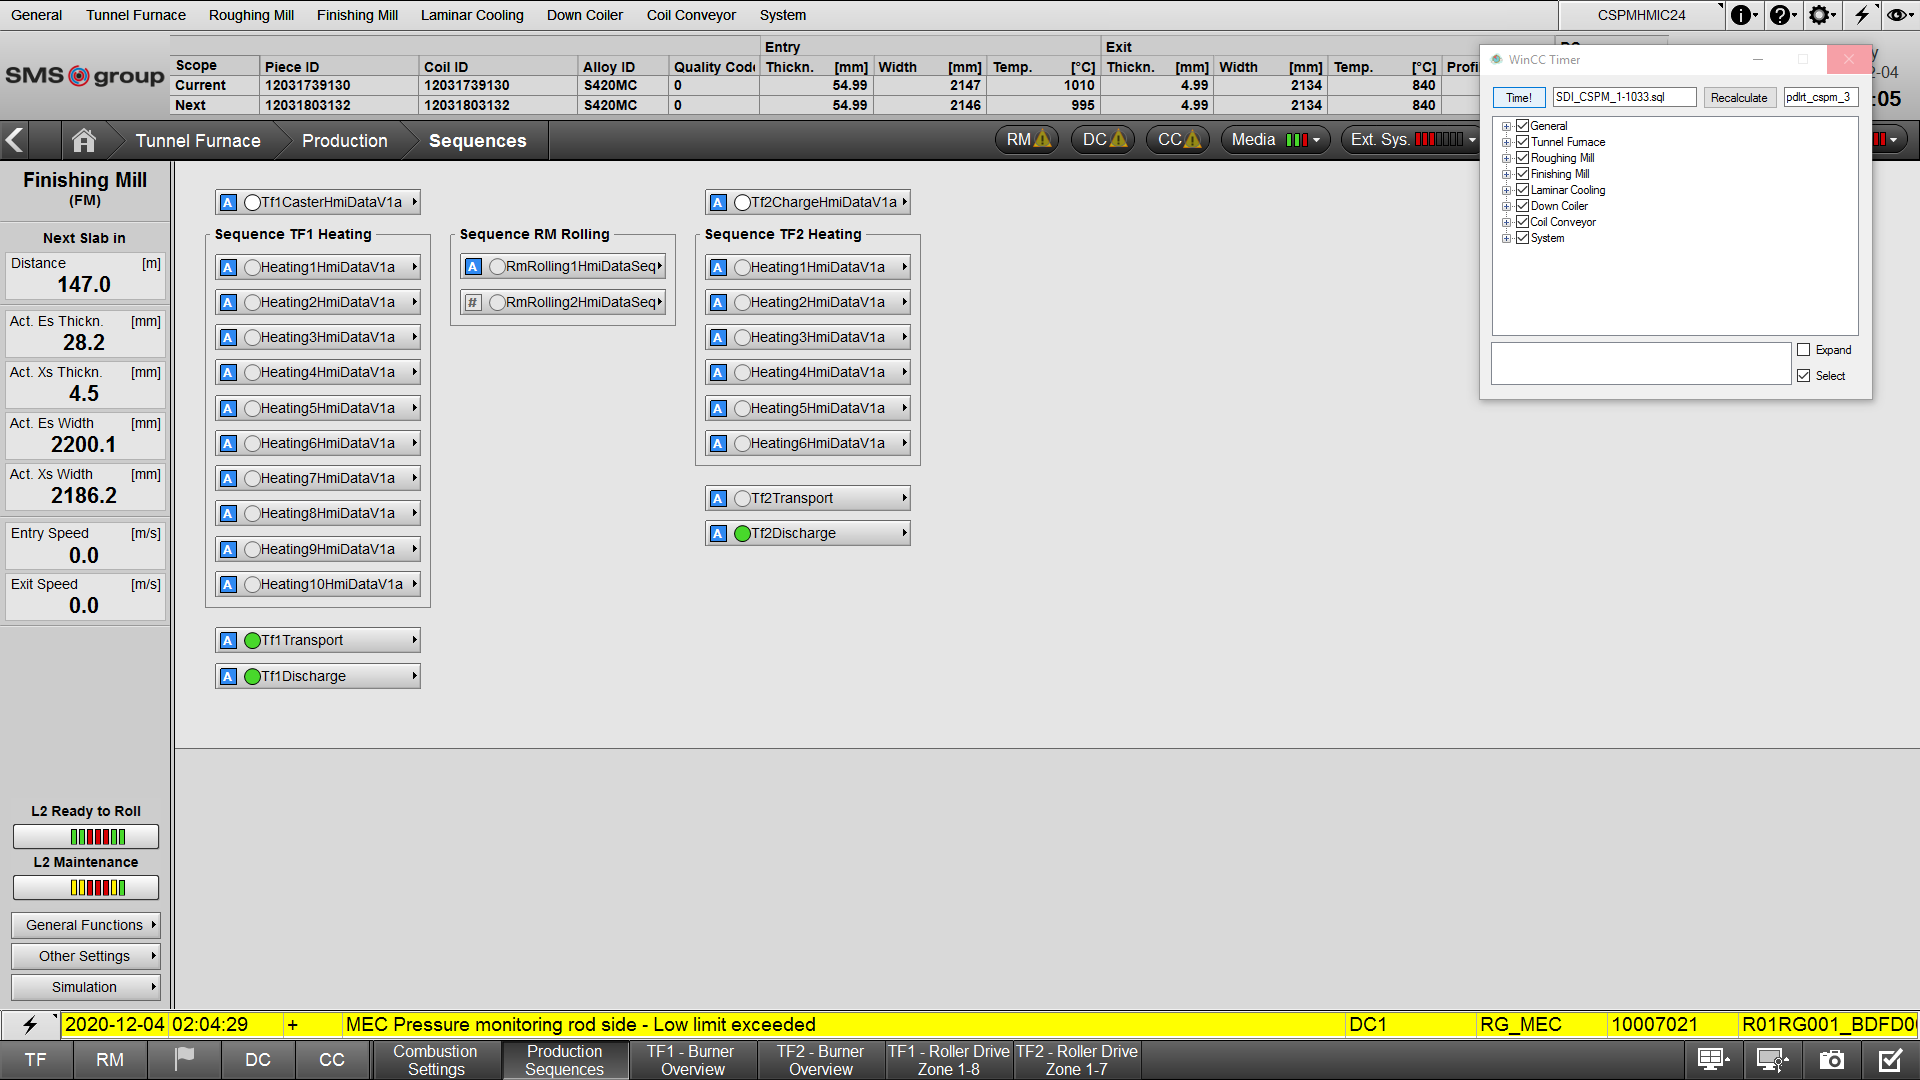 General Tunnel Furnace Roughing Mill Finishing Mill Laminar Cooling Down Coiler Coil Conveyor System CSPMHMIC24
SMS group
Entry Exit
Scope Piece ID Coil ID Alloy ID Quality Code Thickn. [mm] Width [mm] Temp. [°C] Thickn. [mm] Width [mm] Temp. [°C] Profi
Current 12031739130 12031739130 S420MC 0 54.99 2147 1010 4.99 2134 840
Next 12031803132 12031803132 S420MC 0 54.99 2146 995 4.99 2134 840
-04
:05
Tunnel Furnace Production Sequences RM DC CC Media Ext. Sys.
WinCC Timer
Time! SDI_CSPM_1-1033.sql Recalculate pdlrt_cspm_3
General
Tunnel Furnace
Roughing Mill
Finishing Mill
Laminar Cooling
Down Coiler
Coil Conveyor
System
Expand
Select
Finishing Mill
(FM)
Next Slab in
Distance [m]
147.0
Act. Es Thickn. [mm]
28.2
Act. Xs Thickn. [mm]
4.5
Act. Es Width [mm]
2200.1
Act. Xs Width [mm]
2186.2
Entry Speed [m/s]
0.0
Exit Speed [m/s]
0.0
L2 Ready to Roll
L2 Maintenance
General Functions
Other Settings
Simulation
A Tf1CasterHmiDataV1a
Sequence TF1 Heating
A Heating1HmiDataV1a
A Heating2HmiDataV1a
A Heating3HmiDataV1a
A Heating4HmiDataV1a
A Heating5HmiDataV1a
A Heating6HmiDataV1a
A Heating7HmiDataV1a
A Heating8HmiDataV1a
A Heating9HmiDataV1a
A Heating10HmiDataV1a
A Tf1Transport
A Tf1Discharge
Sequence RM Rolling
A RmRolling1HmiDataSeq
# RmRolling2HmiDataSeq
A Tf2ChargeHmiDataV1a
Sequence TF2 Heating
A Heating1HmiDataV1a
A Heating2HmiDataV1a
A Heating3HmiDataV1a
A Heating4HmiDataV1a
A Heating5HmiDataV1a
A Heating6HmiDataV1a
A Tf2Transport
A Tf2Discharge
2020-12-04 02:04:29 + MEC Pressure monitoring rod side - Low limit exceeded DC1 RG_MEC 10007021 R01RG001_BDFD0
TF RM DC CC
Combustion Settings
Production Sequences
TF1 - Burner Overview
TF2 - Burner Overview
TF1 - Roller Drive Zone 1-8
TF2 - Roller Drive Zone 1-7